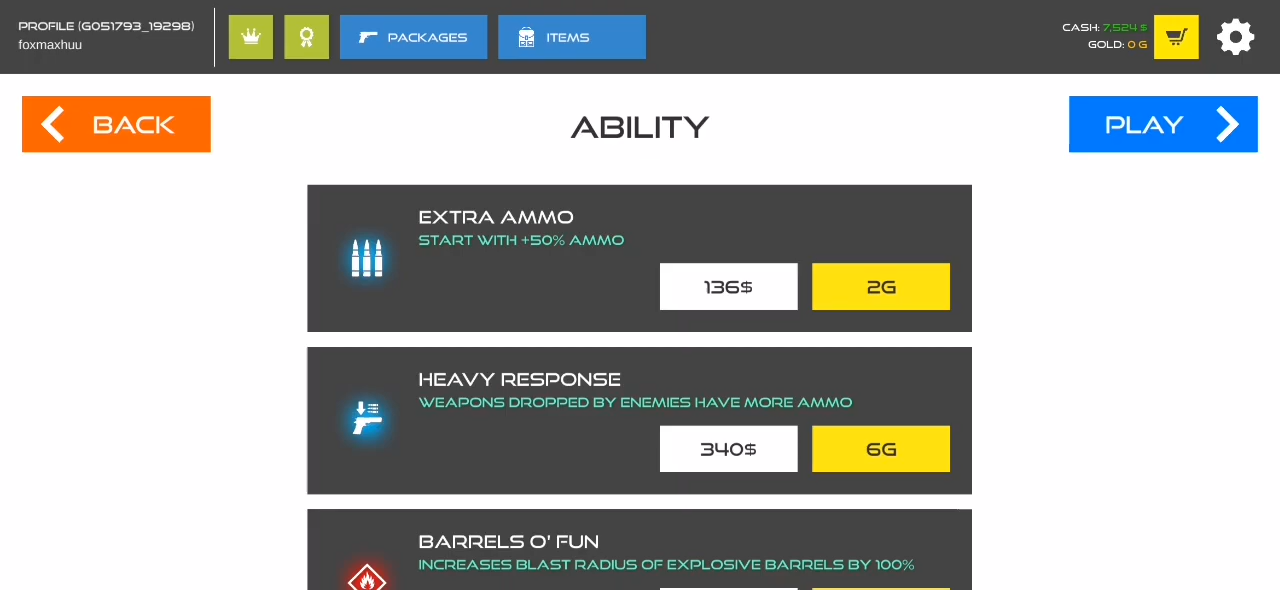 PROFILE (G051793_19298)
foxmaxhuu
PACKAGES
ITEMS
CASH: 7,524 $
GOLD: 0 G
BACK
ABILITY
PLAY
EXTRA AMMO
START WITH +50% AMMO
136$
2G
HEAVY RESPONSE
WEAPONS DROPPED BY ENEMIES HAVE MORE AMMO
340$
6G
BARRELS O' FUN
INCREASES BLAST RADIUS OF EXPLOSIVE BARRELS BY 100%